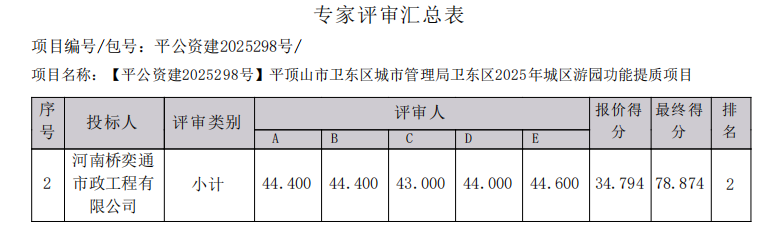 专家评审汇总表
项目编号/包号：平公资建2025298号/
项目名称：【平公资建2025298号】平顶山市卫东区城市管理局卫东区2025年城区游园功能提质项目
序号 投标人 评审类别 评审人 报价得分 最终得分 排名
A B C D E
2 河南桥奕通市政工程有限公司 小计 44.400 44.400 43.000 44.000 44.600 34.794 78.874 2